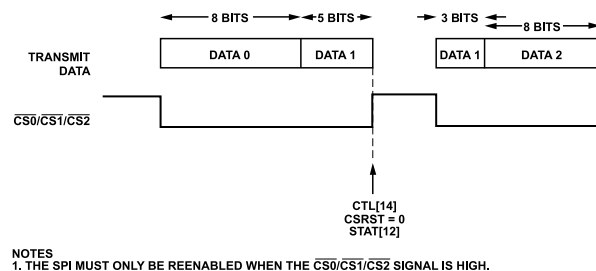 8 BITS 5 BITS 3 BITS
8 BITS
TRANSMIT
DATA
DATA 0 DATA 1 DATA 1 DATA 2
CS0/CS1/CS2
CTL[14]
CSRST = 0
STAT[12]
NOTES
1. THE SPI MUST ONLY BE REENABLED WHEN THE CS0/CS1/CS2 SIGNAL IS HIGH.